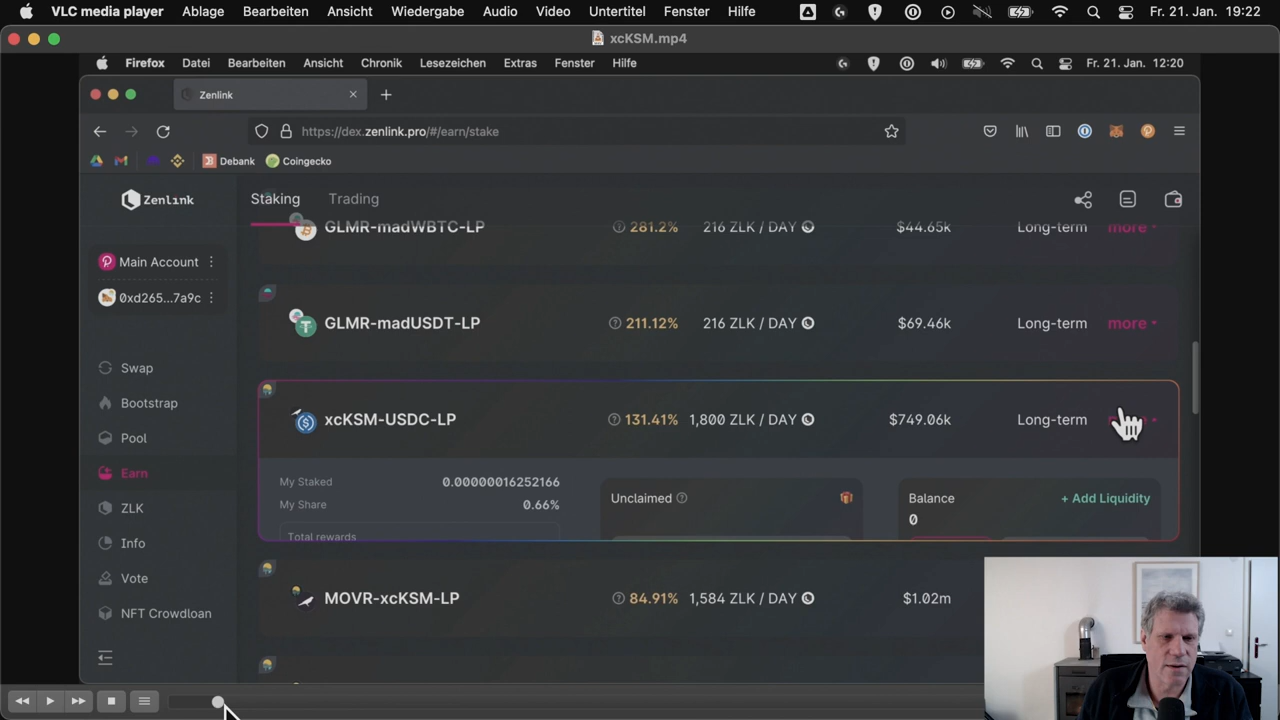 VLC media player Ablage Bearbeiten Ansicht Wiedergabe Audio Video Untertitel Fenster Hilfe Fr. 21. Jan. 19:22
xcKSM.mp4
Firefox Datei Bearbeiten Ansicht Chronik Lesezeichen Extras Fenster Hilfe Fr. 21. Jan. 12:20
Zenlink
https://dex.zenlink.pro/#/earn/stake
Debank Coingecko
Zenlink Staking Trading
GLMR-madWBTC-LP 281.2% 216 ZLK / DAY $44.65k Long-term more
Main Account
0xd265...7a9c
GLMR-madUSDT-LP 211.12% 216 ZLK / DAY $69.46k Long-term more
Swap
Bootstrap
xcKSM-USDC-LP 131.41% 1,800 ZLK / DAY $749.06k Long-term
Pool
Earn
My Staked 0.00000016252166
Unclaimed Balance + Add Liquidity
My Share 0.66%
ZLK
0
Total rewards
Info
Vote
MOVR-xcKSM-LP 84.91% 1,584 ZLK / DAY $1.02m
NFT Crowdloan